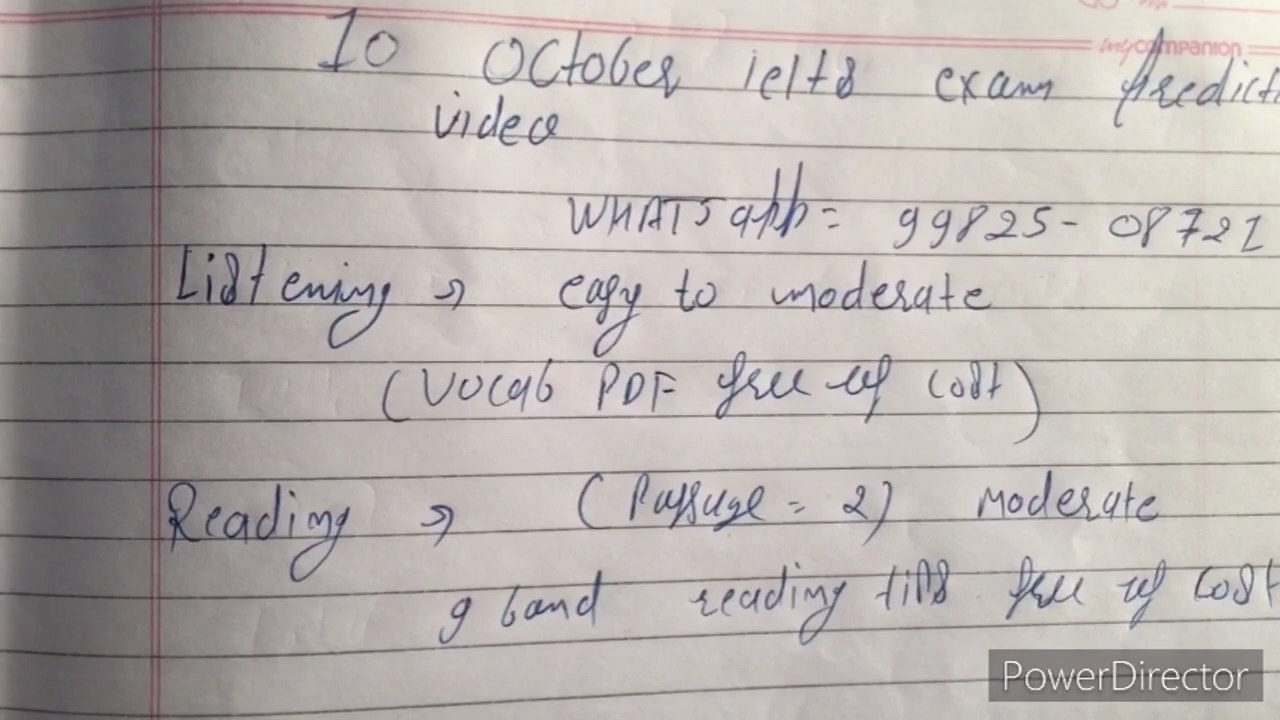 mycompanion
10 October ielts exam Predicti
video
WHATSapp = 99825-08721
Listening → easy to moderate
(Vocab PDF free of cost)
Reading → (Passage = 2) Moderate
9 band reading tips free of cost
PowerDirector